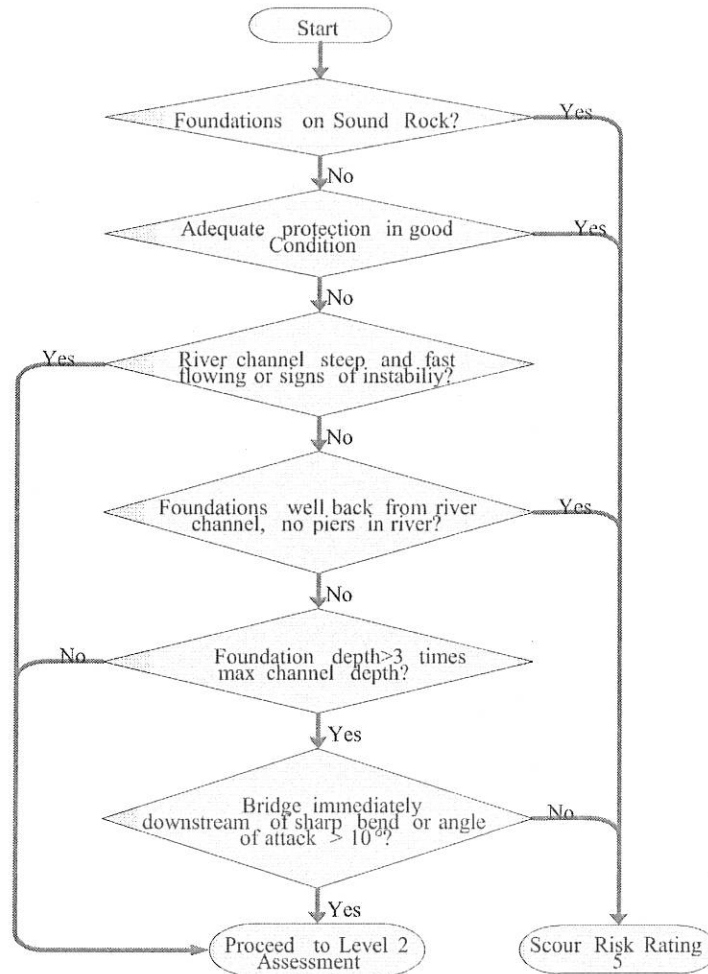 Start
Foundations on Sound Rock?
Yes
No
Adequate protection in good
Condition
Yes
No
Yes
River channel steep and fast
flowing or signs of instabiliy?
No
Foundations well back from river
channel, no piers in river?
Yes
No
No
Foundation depth>3 times
max channel depth?
Yes
Bridge immediately
downstream of sharp bend or angle
of attack > 10°?
No
Yes
Proceed to Level 2
Assessment
Scour Risk Rating
5